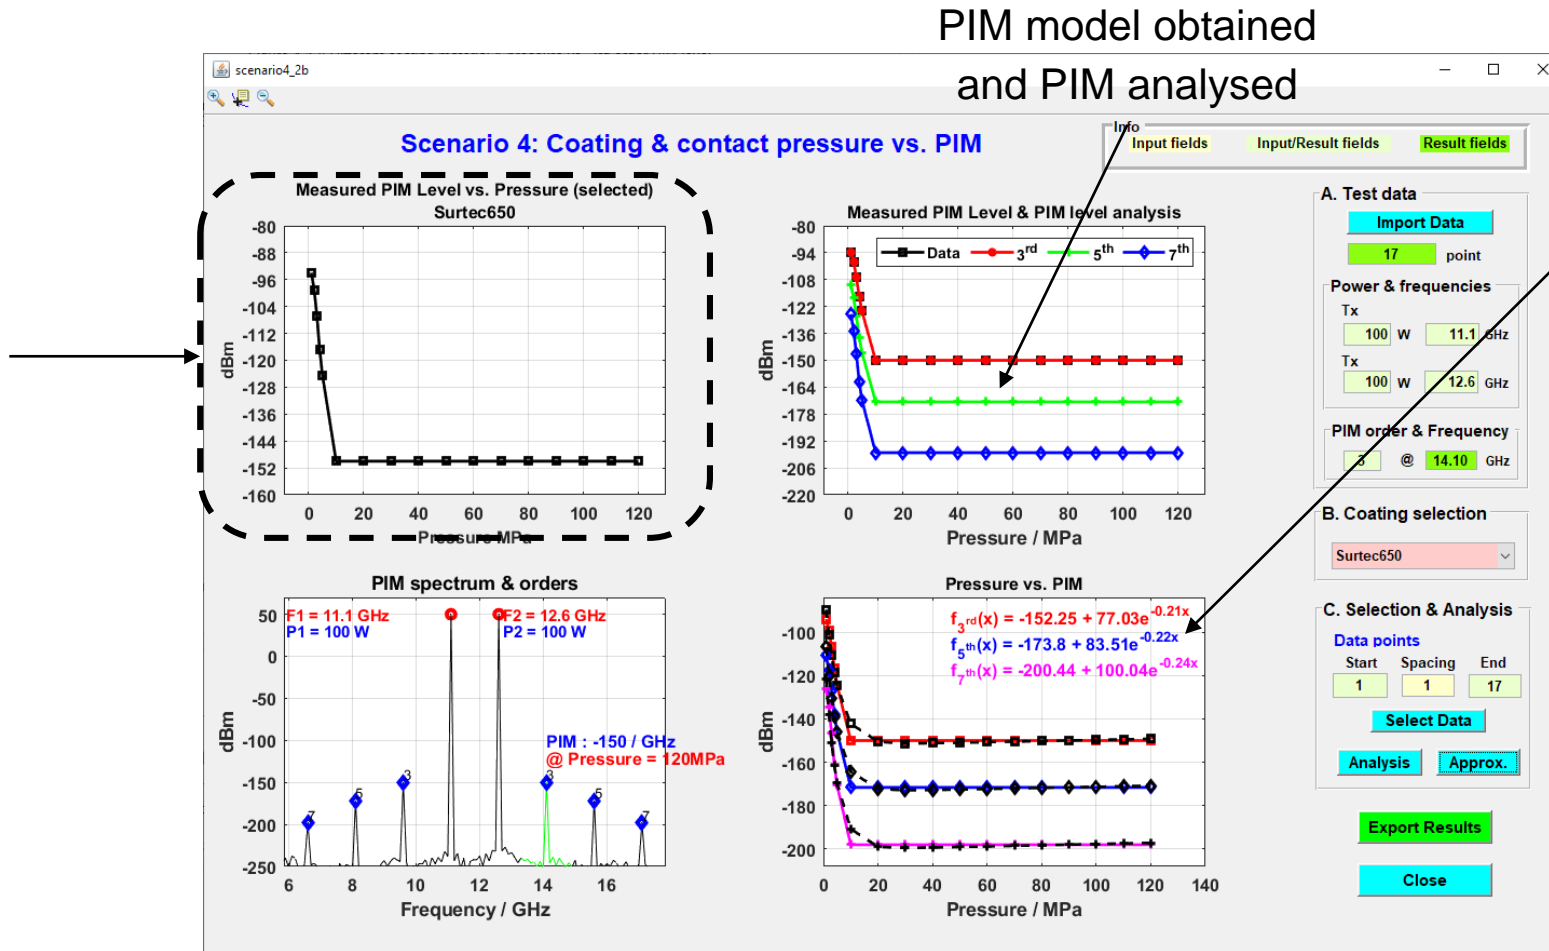 PIM model obtained
and PIM analysed
scenario4_2b
Scenario 4: Coating & contact pressure vs. PIM
Info
Input fields Input/Result fields Result fields
Measured PIM Level vs. Pressure (selected)
Surtec650
-80
-88
-96
-104
-112
-120
-128
-136
-144
-152
-160
dBm
0 20 40 60 80 100 120
Pressure MPa
Measured PIM Level & PIM level analysis
Data 3rd 5th 7th
-80
-94
-108
-122
-136
-150
-164
-178
-192
-206
-220
dBm
0 20 40 60 80 100 120
Pressure / MPa
A. Test data
Import Data
17 point
Power & frequencies
Tx
100 W 11.1 GHz
Tx
100 W 12.6 GHz
PIM order & Frequency
3 @ 14.10 GHz
B. Coating selection
Surtec650
PIM spectrum & orders
F1 = 11.1 GHz F2 = 12.6 GHz
P1 = 100 W P2 = 100 W
PIM : -150 / GHz
@ Pressure = 120MPa
7 5 3 3 5 7
50
0
-50
-100
-150
-200
-250
dBm
6 8 10 12 14 16
Frequency / GHz
Pressure vs. PIM
f3rd(x) = -152.25 + 77.03e-0.21x
f5th(x) = -173.8 + 83.51e-0.22x
f7th(x) = -200.44 + 100.04e-0.24x
-100
-120
-140
-160
-180
-200
dBm
0 20 40 60 80 100 120 140
Pressure / MPa
C. Selection & Analysis
Data points
Start Spacing End
1 1 17
Select Data
Analysis Approx.
Export Results
Close